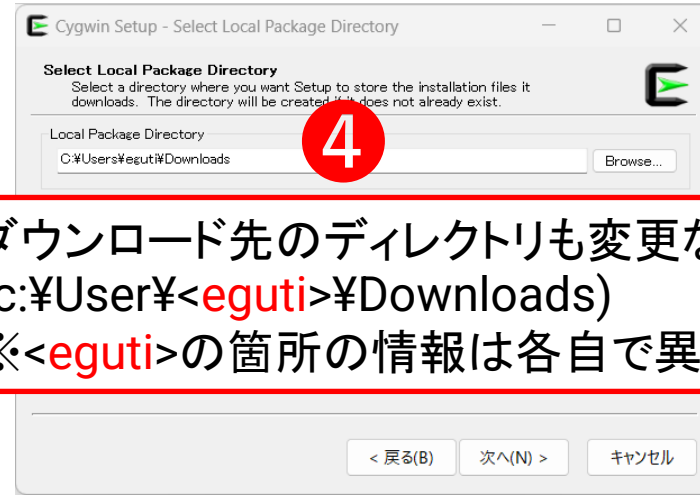 Cygwin Setup - Select Local Package Directory
Select Local Package Directory
Select a directory where you want Setup to store the installation files it
downloads. The directory will be created if it does not already exist.
4
Local Package Directory
C:¥Users¥eguti¥Downloads
Browse...
ダウンロード先のディレクトリも変更な
c:¥User¥<eguti>¥Downloads)
※<eguti>の箇所の情報は各自で異
< 戻る(B)
次へ(N) >
キャンセル